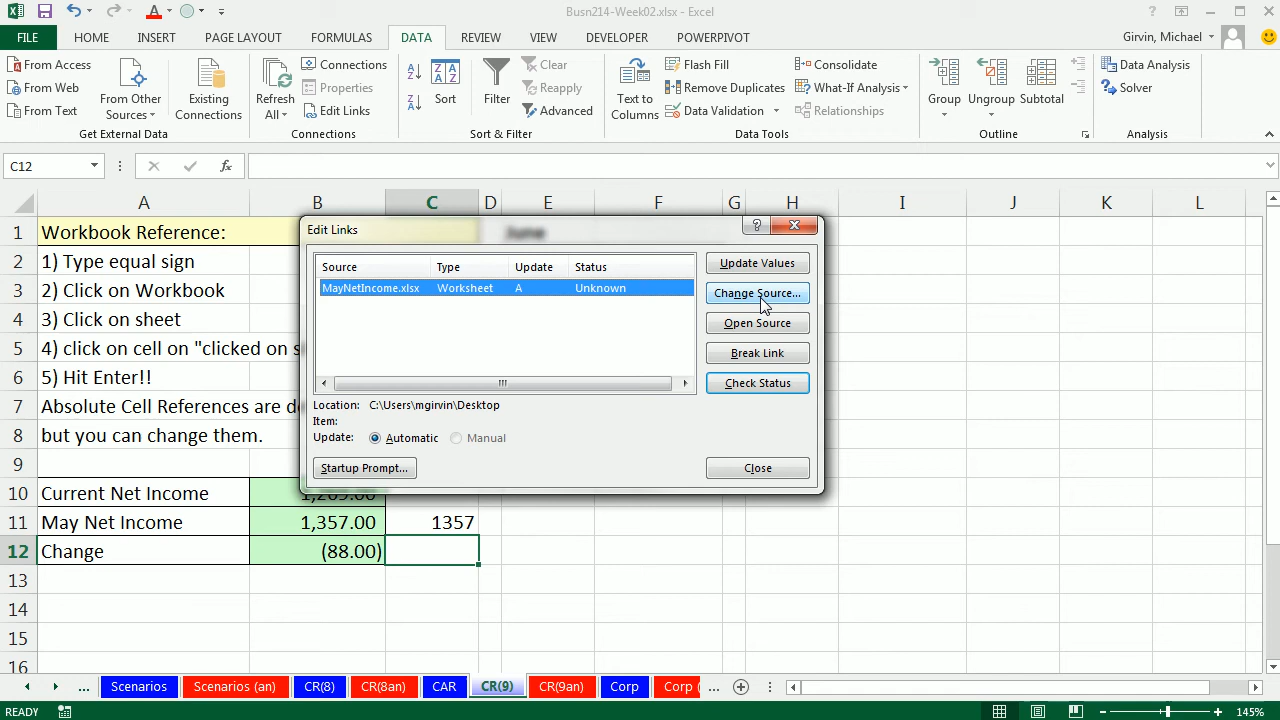 Busn214-Week02.xlsx - Excel
FILE HOME INSERT PAGE LAYOUT FORMULAS DATA REVIEW VIEW DEVELOPER POWERPIVOT Girvin, Michael
From Access
From Web
From Text
From Other Sources
Existing Connections
Get External Data
Refresh All
Connections
Properties
Edit Links
Connections
Sort
Filter
Clear
Reapply
Advanced
Sort & Filter
Text to Columns
Flash Fill
Remove Duplicates
Data Validation
Consolidate
What-If Analysis
Relationships
Data Tools
Group
Ungroup
Subtotal
Outline
Data Analysis
Solver
Analysis
C12 fx
A B C D E F G H I J K L
1 Workbook Reference: June
2 1) Type equal sign
3 2) Click on Workbook
4 3) Click on sheet
5 4) click on cell on "clicked on s
6 5) Hit Enter!!
7 Absolute Cell References are de
8 but you can change them.
9
10 Current Net Income 1,269.00
11 May Net Income 1,357.00 1357
12 Change (88.00)
13
14
15
16
Edit Links
Source Type Update Status
MayNetIncome.xlsx Worksheet A Unknown
Update Values
Change Source...
Open Source
Break Link
Check Status
Location: C:\Users\mgirvin\Desktop
Item:
Update: Automatic Manual
Startup Prompt...
Close
... Scenarios Scenarios (an) CR(8) CR(8an) CAR CR(9) CR(9an) Corp Corp ( ...
READY 145%